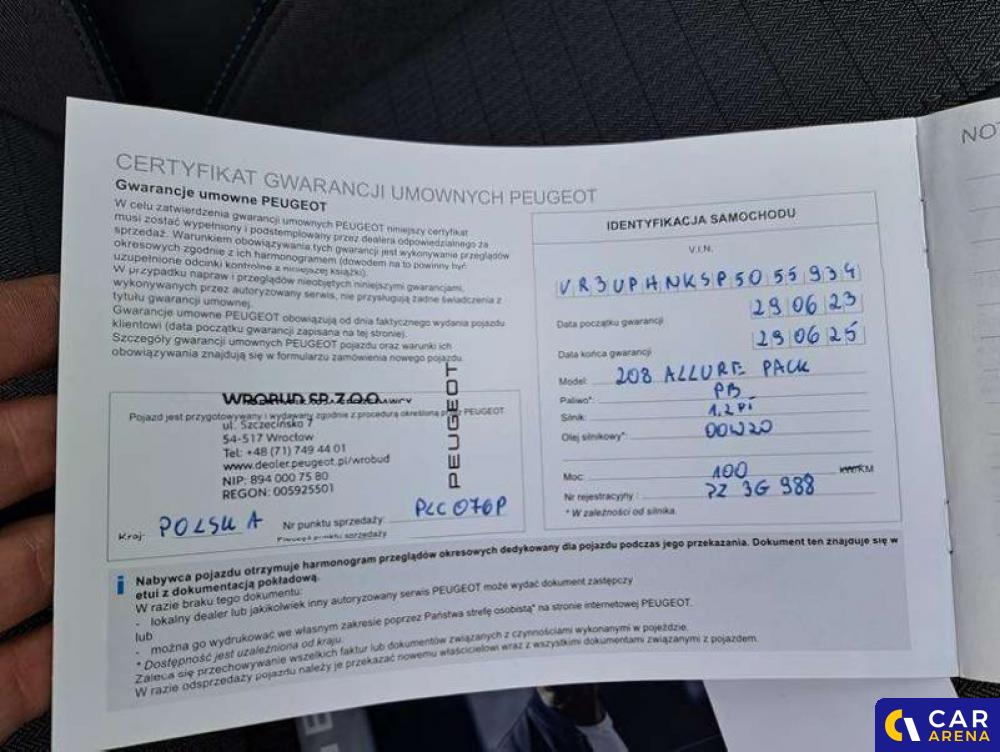 CERTYFIKAT GWARANCJI UMOWNYCH PEUGEOT
Gwarancje umowne PEUGEOT
W celu zatwierdzenia gwarancji umownych PEUGEOT niniejszy certyfikat
musi zostać wypełniony i podstemplowany przez dealera odpowiedzialnego za
sprzedaż. Warunkiem obowiązywania tych gwarancji jest wykonywanie przeglądów
okresowych zgodnie z ich harmonogramem (dowodem na to powinny być
uzupełnione odcinki kontrolne z niniejszej książki).
W przypadku napraw i przeglądów nieobjętych niniejszymi gwarancjami,
wykonywanych przez autoryzowany serwis, nie przysługują żadne świadczenia z
tytułu gwarancji umownej.
Gwarancje umowne PEUGEOT obowiązują od dnia faktycznego wydania pojazdu
klientowi (data początku gwarancji zapisana na tej stronie).
Szczegóły gwarancji umownych PEUGEOT pojazdu oraz warunki ich
obowiązywania znajdują się w formularzu zamówienia nowego pojazdu.
WROBUD SP. Z O.O.
Pojazd jest przygotowywany i wydawany zgodnie z procedurą określoną przez PEUGEOT.
ul. Szczecińska 7
54-517 Wrocław
Tel: +48 (71) 749 44 01
www.dealer.peugeot.pl/wrobud
NIP: 894 000 75 80
REGON: 005925501
PEUGEOT
Kraj: POLSKA Nr punktu sprzedaży: PLC076P
Pieczęć punktu sprzedaży
IDENTYFIKACJA SAMOCHODU
V.I.N.
VR3UPHNKSP5055934
Data początku gwarancji 29 06 23
Data końca gwarancji 29 06 25
Model: 208 ALLURE PACK
Paliwo*: PB
Silnik: 1.2 Pi
Olej silnikowy*: 00W20
Moc: 100 kW/KM
Nr rejestracyjny : PZ 3G 988
* W zależności od silnika.
i
Nabywca pojazdu otrzymuje harmonogram przeglądów okresowych dedykowany dla pojazdu podczas jego przekazania. Dokument ten znajduje się w
etui z dokumentacją pokładową.
W razie braku tego dokumentu:
- lokalny dealer lub jakikolwiek inny autoryzowany serwis PEUGEOT może wydać dokument zastępczy
lub
- można go wydrukować we własnym zakresie poprzez Państwa strefę osobistą* na stronie internetowej PEUGEOT.
* Dostępność jest uzależniona od kraju.
Zaleca się przechowywanie wszelkich faktur lub dokumentów związanych z czynnościami wykonanymi w pojeździe.
W razie odsprzedaży pojazdu należy je przekazać nowemu właścicielowi wraz z wszystkimi dokumentami związanymi z pojazdem.
CAR
ARENA